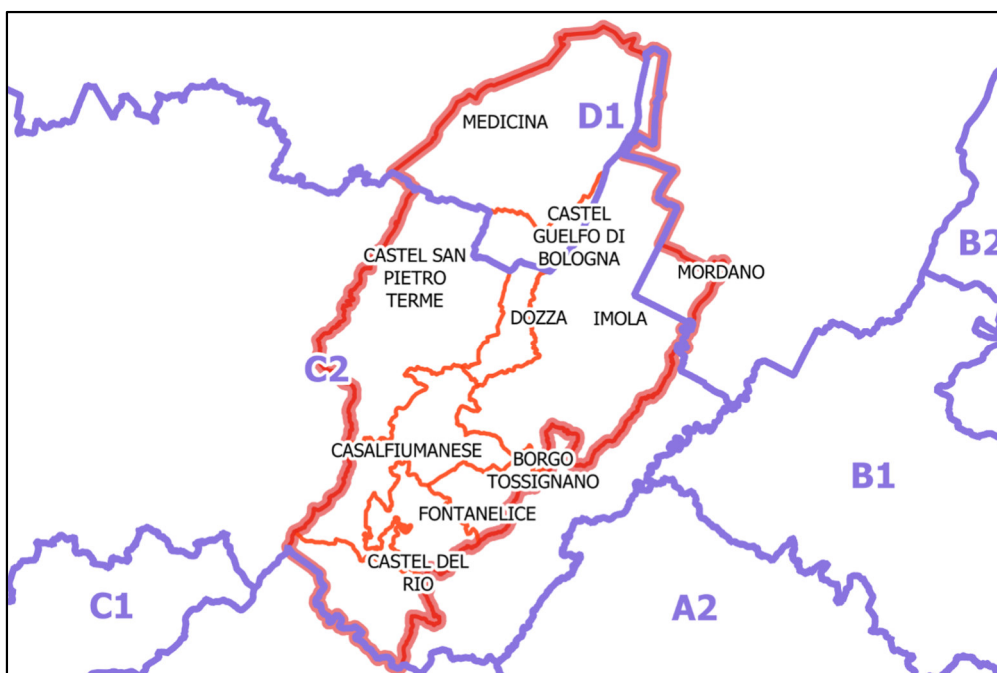 MEDICINA
D1
CASTEL
GUELFO DI
BOLOGNA
B2
CASTEL SAN
PIETRO
TERME
MORDANO
DOZZA
IMOLA
C2
CASALFIUMANESE
BORGO
TOSSIGNANO
B1
FONTANELICE
CASTEL DEL
RIO
C1
A2